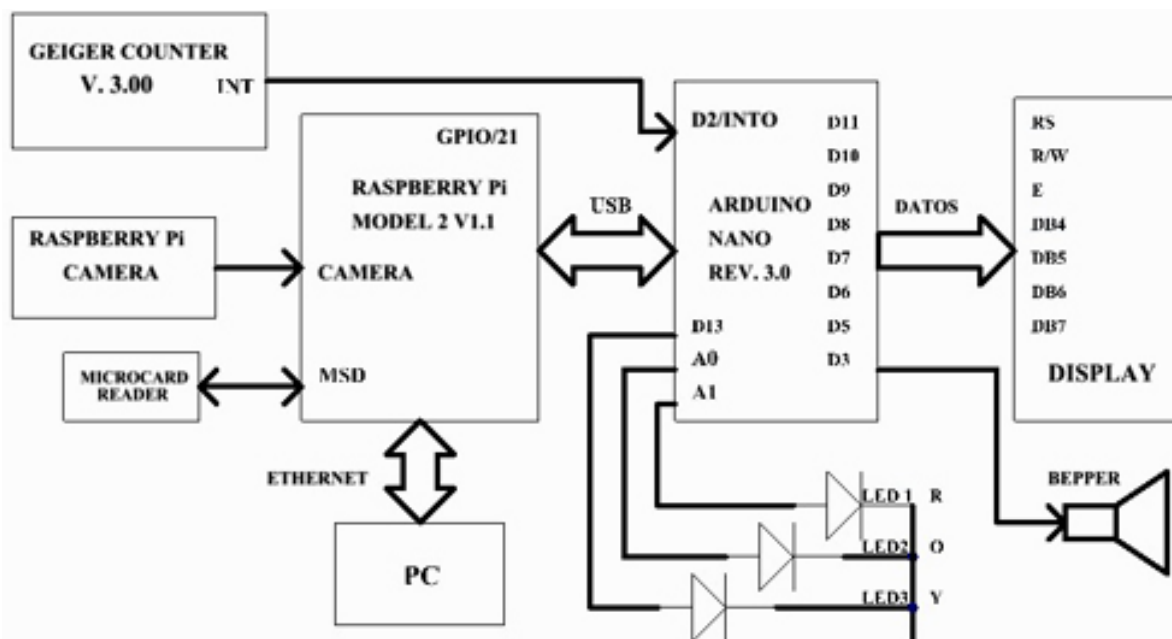 GEIGER COUNTER
V. 3.00
INT
GPIO/21
RASPBERRY Pi
MODEL 2 V1.1
CAMERA
MSD
RASPBERRY Pi
CAMERA
MICROCARD
READER
ETHERNET
PC
USB
D2/INTO
ARDUINO
NANO
REV. 3.0
D13
A0
A1
D11
D10
D9
D8
D7
D6
D5
D3
DATOS
RS
R/W
E
DB4
DB5
DB6
DB7
DISPLAY
BEPPER
LED 1 R
LED2 O
LED3 Y